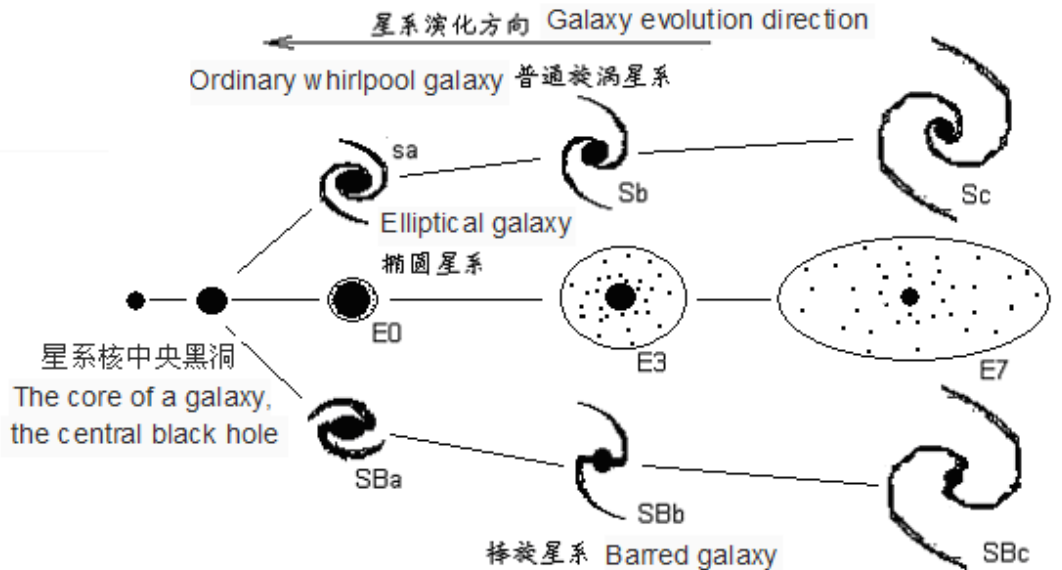 星系演化方向 Galaxy evolution direction
Ordinary whirlpool galaxy 普通旋涡星系
sa
Sb
Sc
Elliptical galaxy
椭圆星系
E0
E3
E7
星系核中央黑洞
The core of a galaxy,
the central black hole
SBa
SBb
SBc
棒旋星系 Barred galaxy